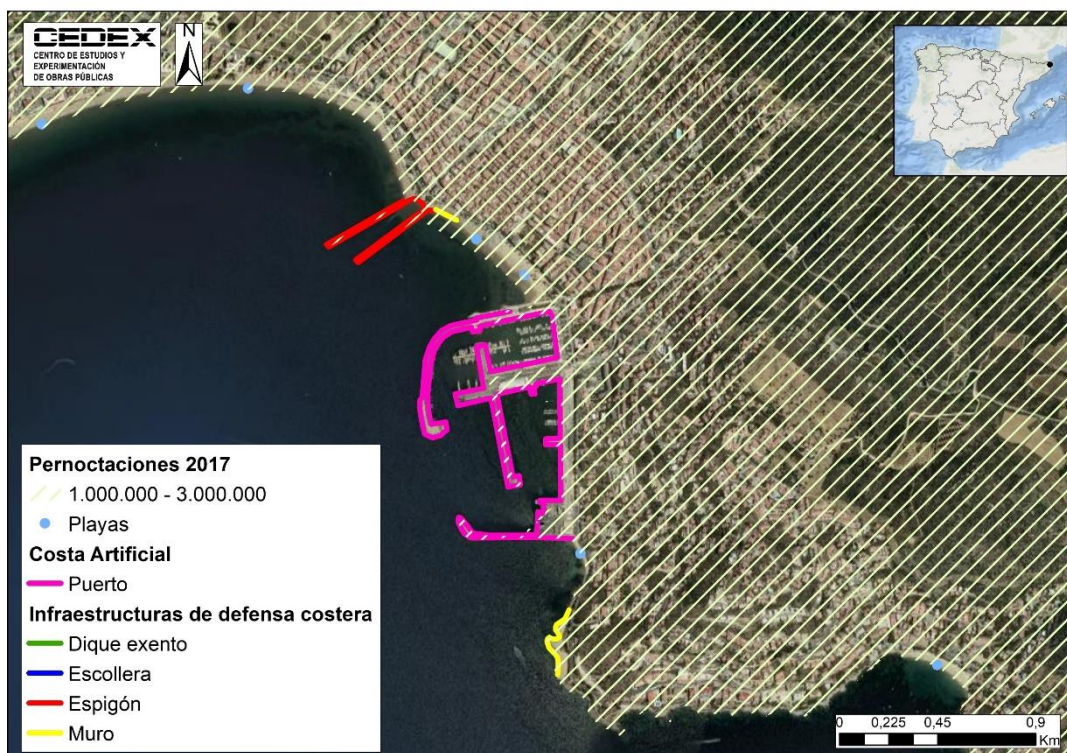 CEDEX
CENTRO DE ESTUDIOS Y
EXPERIMENTACIÓN
DE OBRAS PÚBLICAS
N
Pernoctaciones 2017
1.000.000 - 3.000.000
Playas
Costa Artificial
Puerto
Infraestructuras de defensa costera
Dique exento
Escollera
Espigón
Muro
0 0,225 0,45 0,9
Km